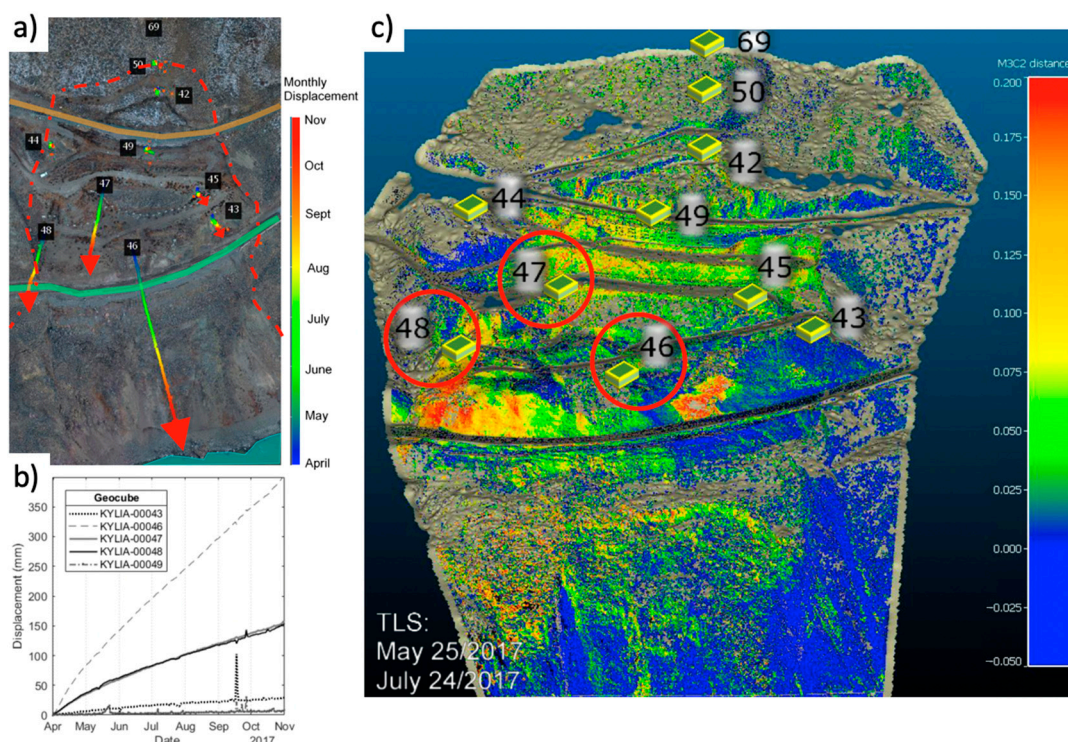 a)
69
50
42
44
49
47
45
43
48
46
Monthly
Displacement
Nov
Oct
Sept
Aug
July
June
May
April
b)
Geocube
KYLIA-00043
KYLIA-00046
KYLIA-00047
KYLIA-00048
KYLIA-00049
Displacement (mm)
350
300
250
200
150
100
50
0
Apr May Jun Jul Aug Sep Oct Nov
Date 2017
c)
69
50
42
44
49
47
45
48
46
43
TLS:
May 25/2017
July 24/2017
M3C2 distance
0.200
0.175
0.150
0.125
0.100
0.075
0.050
0.025
0.000
−0.025
−0.050